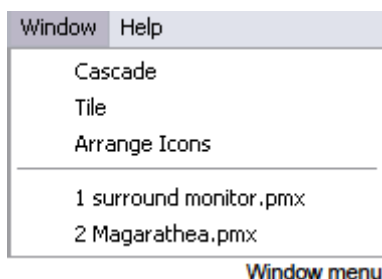 Window Help
Cascade
Tile
Arrange Icons
1 surround monitor.pmx
2 Magarathea.pmx
Window menu